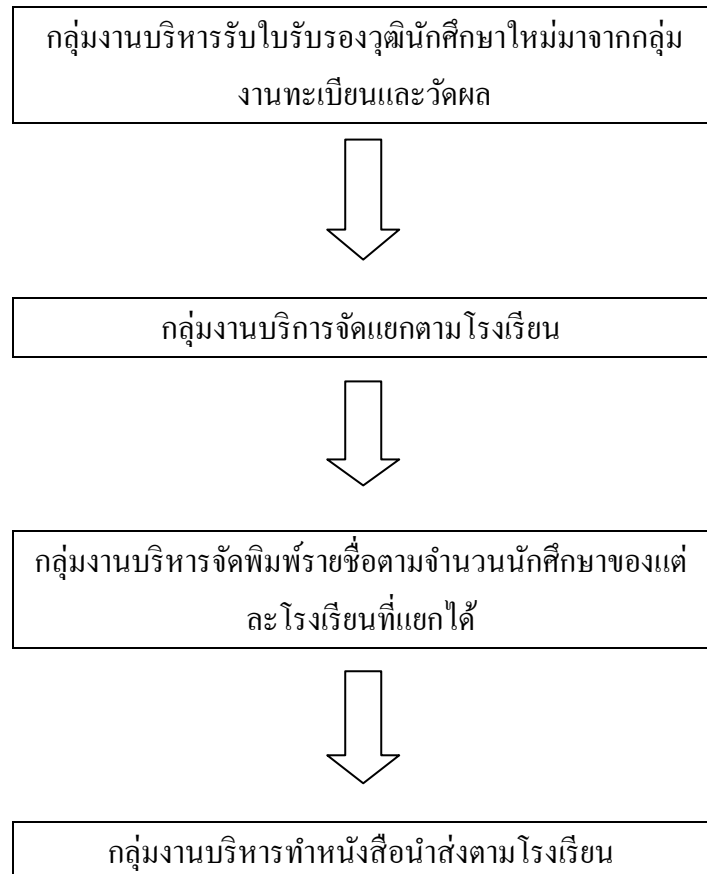 กลุ่มงานบริหารรับใบรับรองวุฒินักศึกษาใหม่มาจากกลุ่ม
งานทะเบียนและวัดผล
กลุ่มงานบริการจัดแยกตามโรงเรียน
กลุ่มงานบริหารจัดพิมพ์รายชื่อตามจำนวนนักศึกษาของแต่
ละโรงเรียนที่แยกได้
กลุ่มงานบริหารทำหนังสือนำส่งตามโรงเรียน